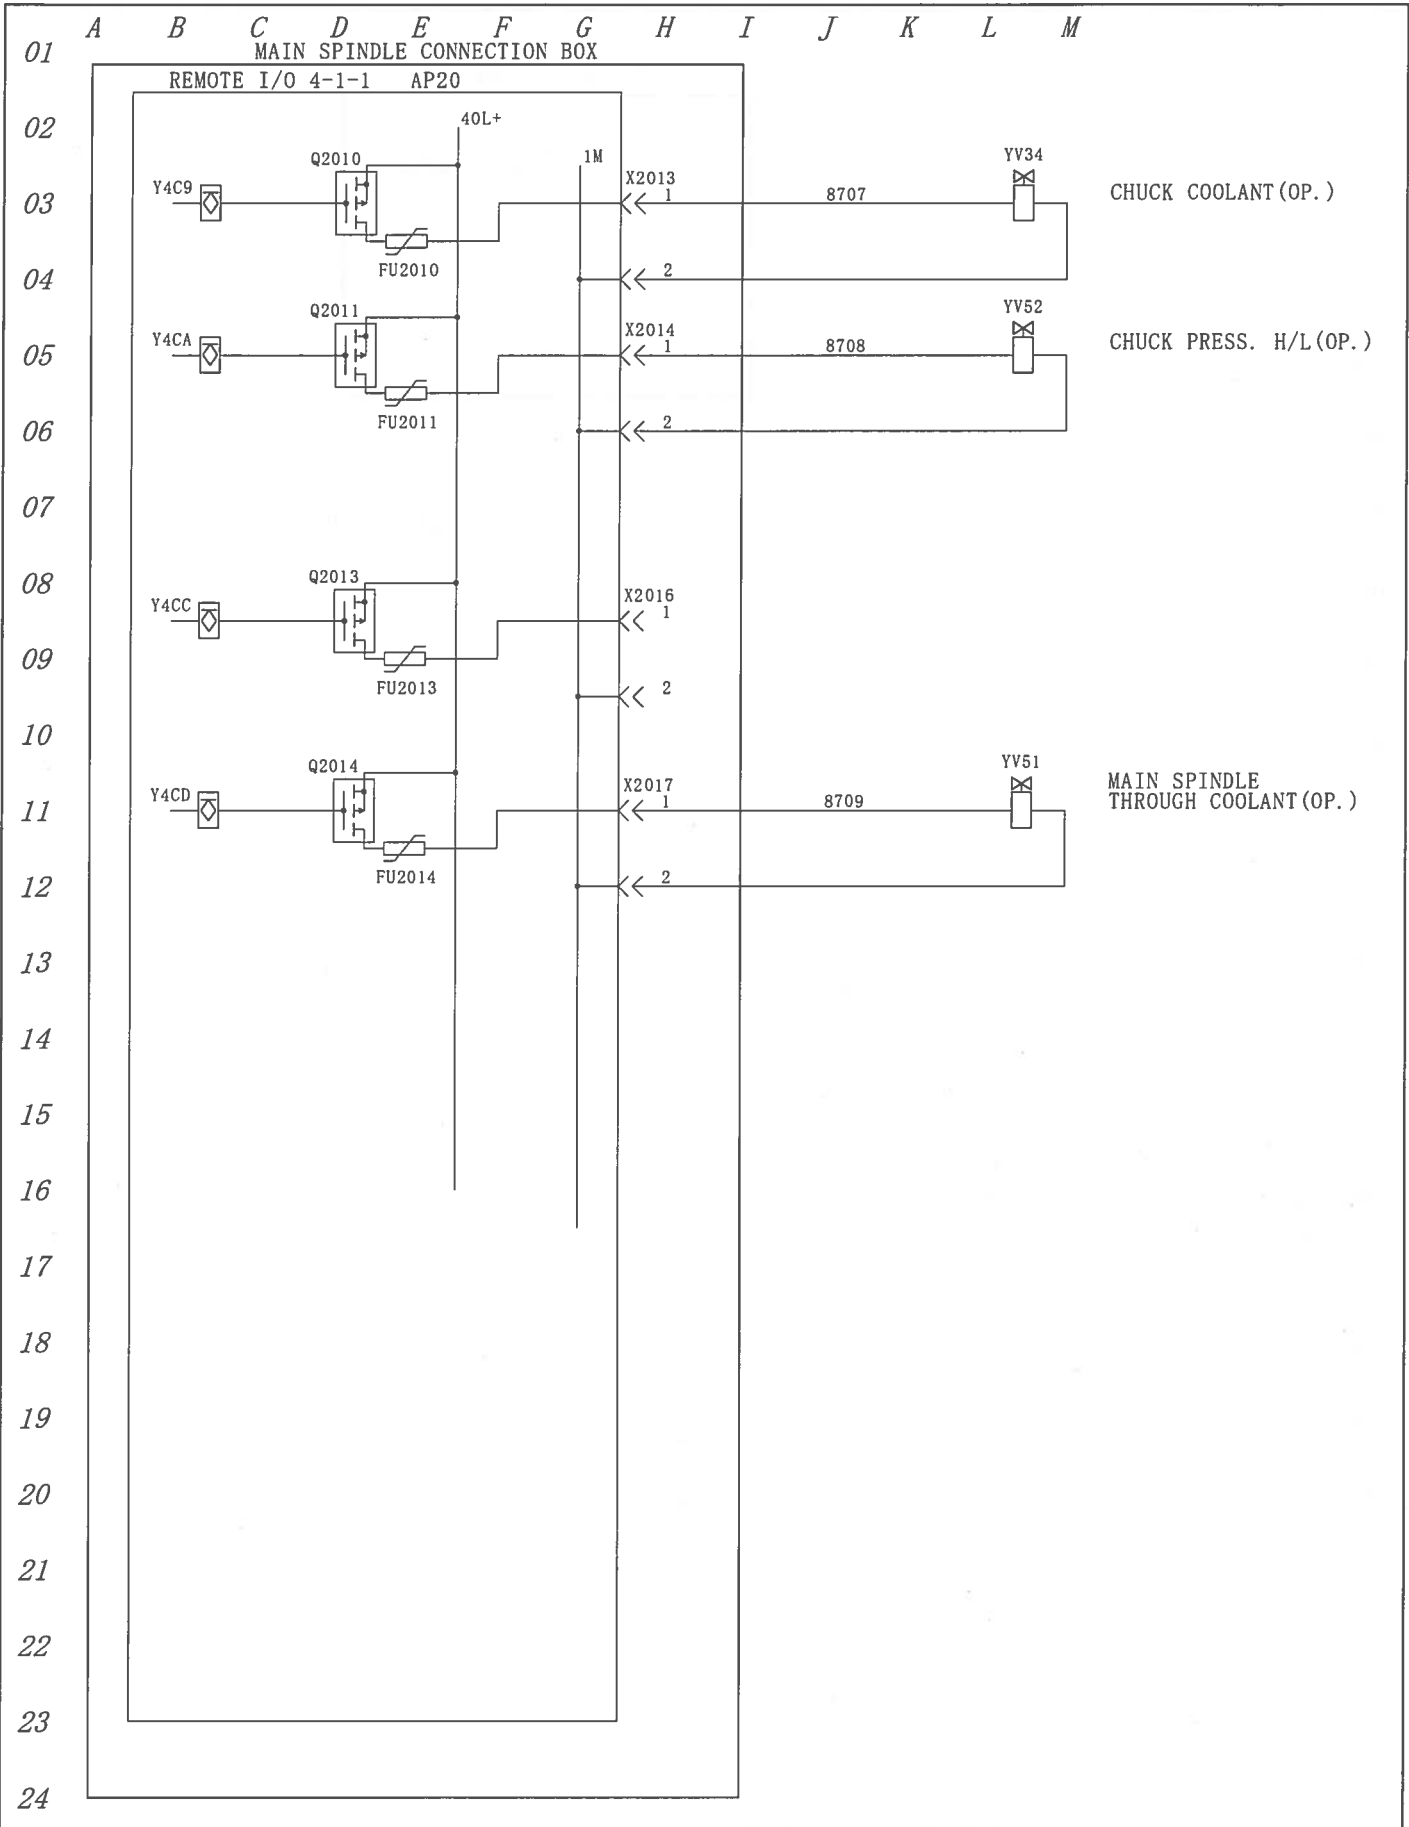 A B C D E F G H I J K L M
01
MAIN SPINDLE CONNECTION BOX
REMOTE I/O 4-1-1 AP20
02
40L+
Q2010
1M
YV34
Y4C9
X2013
03
1
8707
CHUCK COOLANT(OP.)
FU2010
04
2
Q2011
YV52
Y4CA
X2014
05
1
8708
CHUCK PRESS. H/L(OP.)
FU2011
06
2
07
08
Q2013
Y4CC
X2016
1
09
FU2013
2
10
Q2014
YV51
Y4CD
X2017
11
1
8709
MAIN SPINDLE
THROUGH COOLANT(OP.)
FU2014
12
2
13
14
15
16
17
18
19
20
21
22
23
24